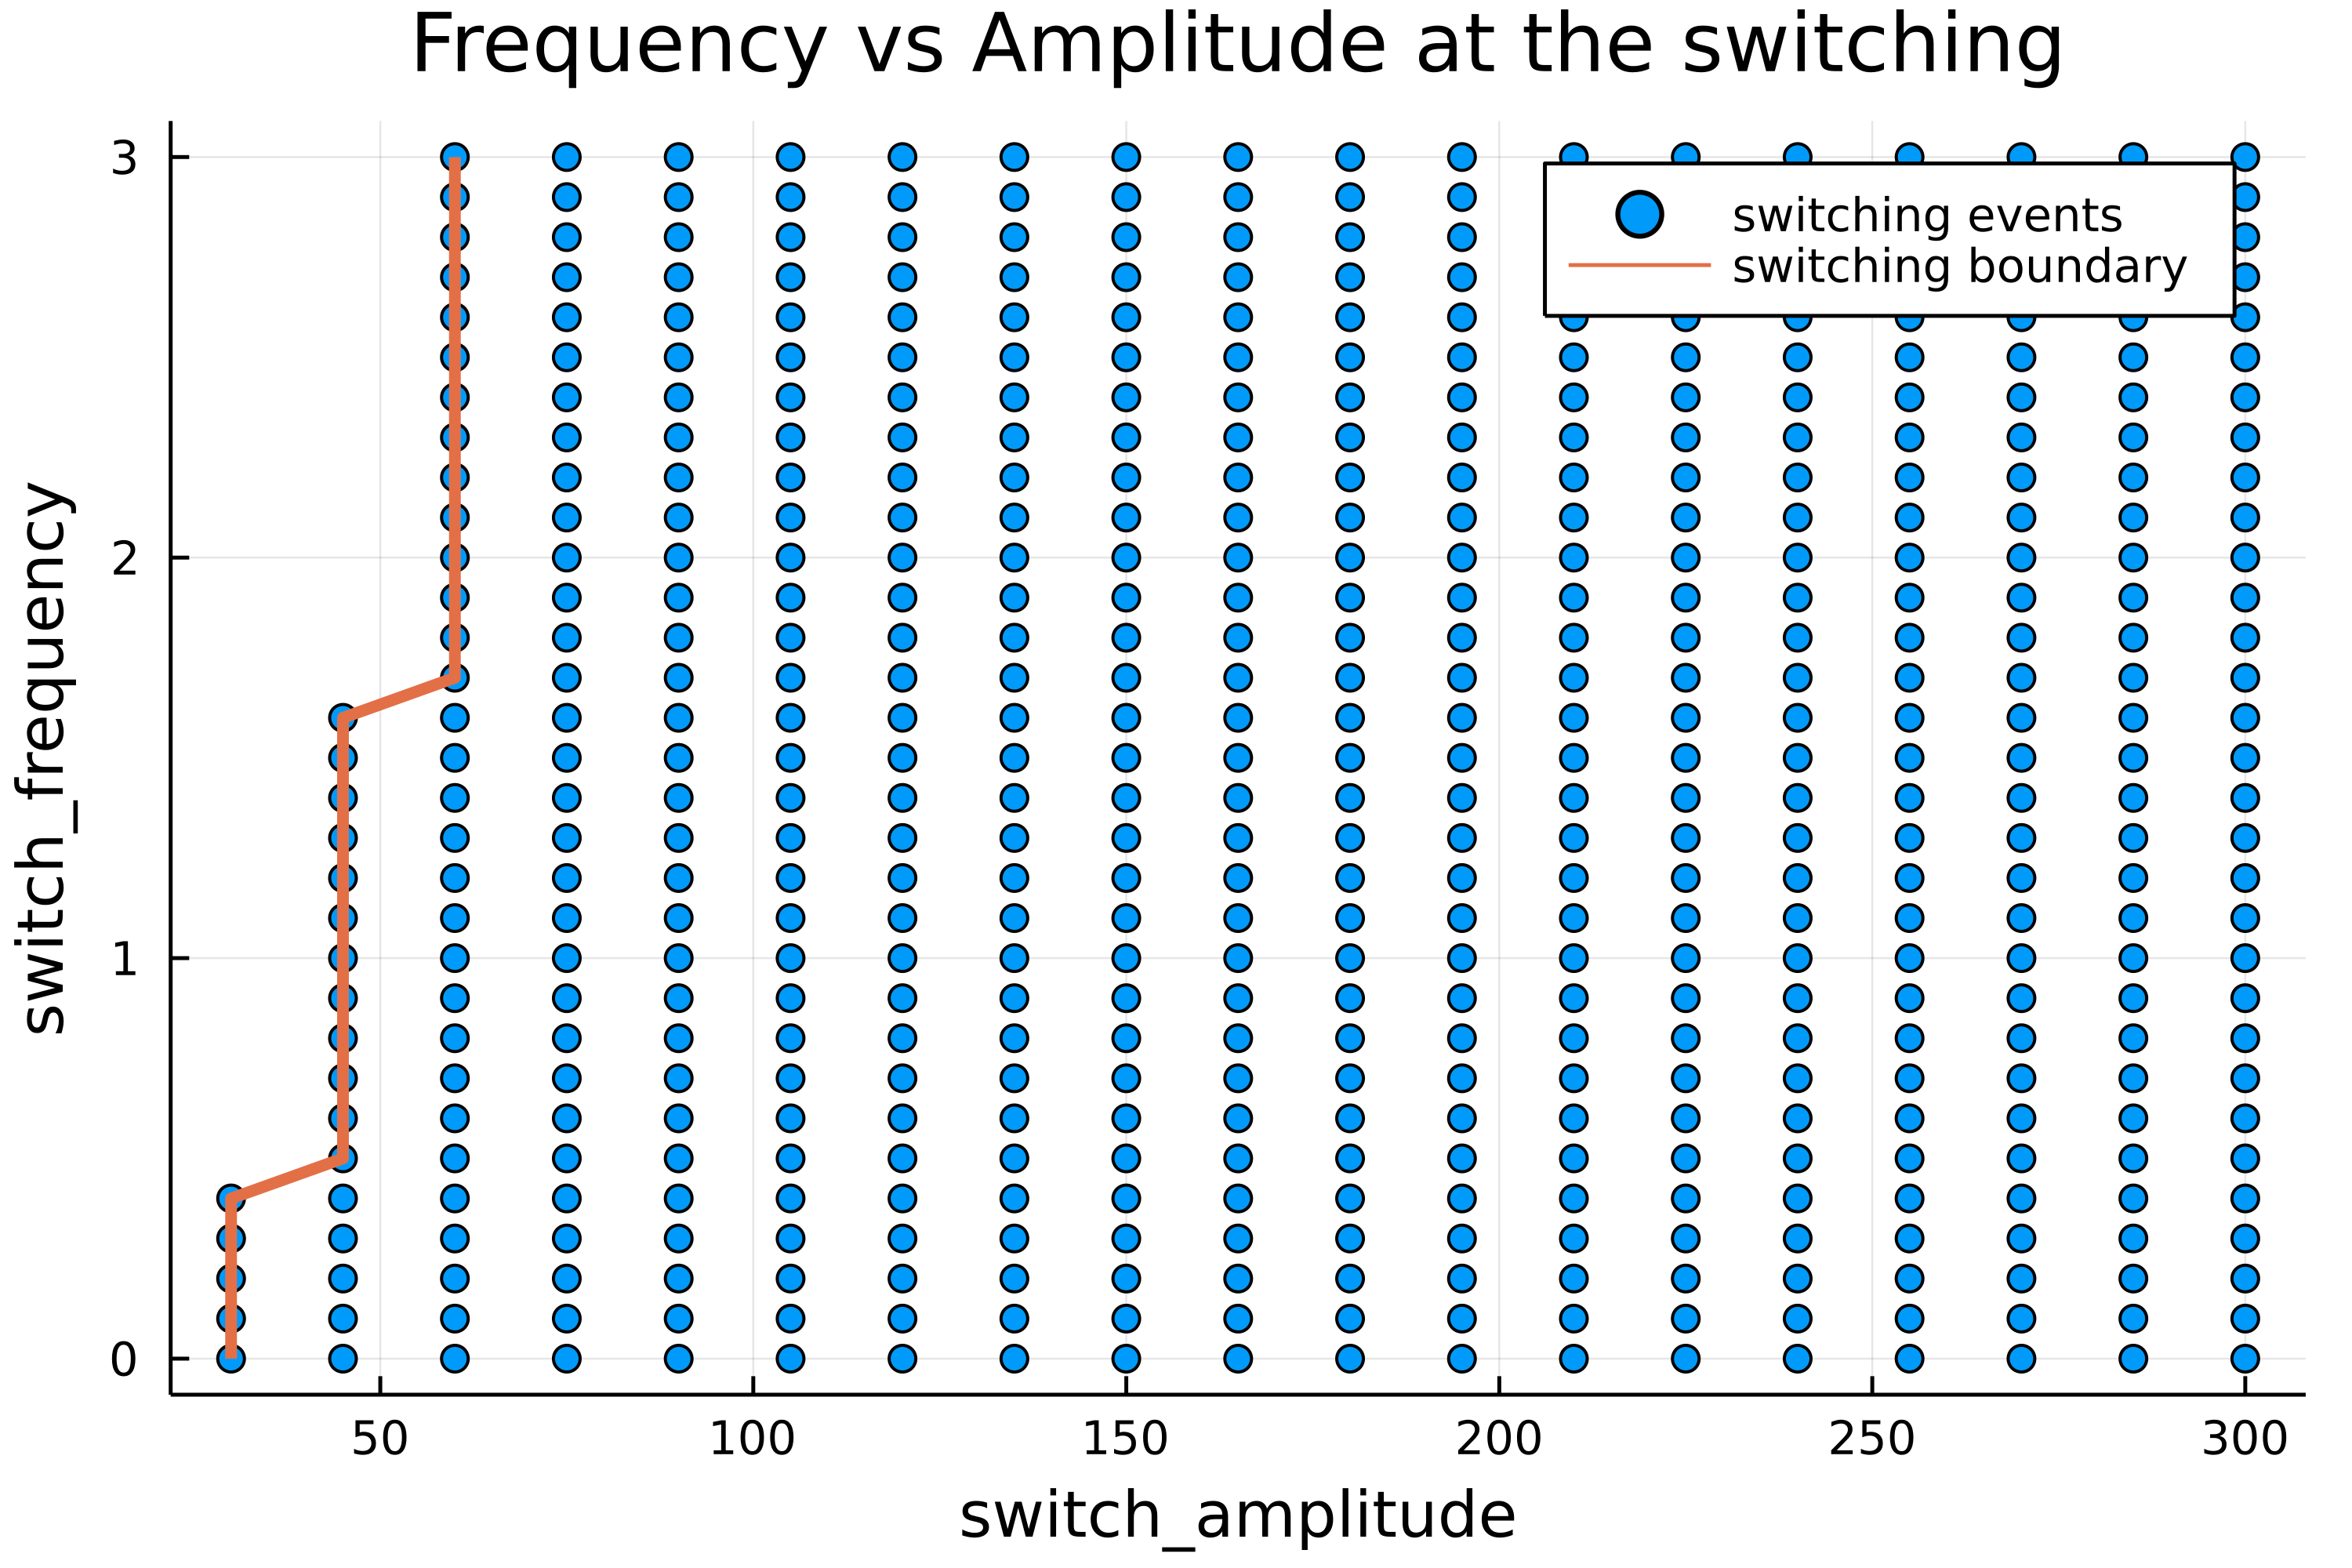 Frequency vs Amplitude at the switching
switching events
switching boundary
switch_frequency
3
2
1
0
50 100 150 200 250 300
switch_amplitude